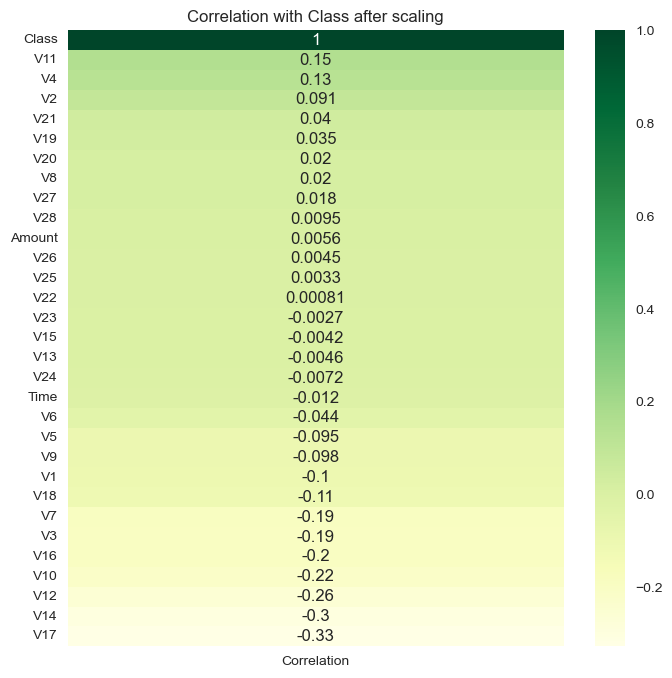 Correlation with Class after scaling
Class 1
V11 0.15
V4 0.13
V2 0.091
V21 0.04
V19 0.035
V20 0.02
V8 0.02
V27 0.018
V28 0.0095
Amount 0.0056
V26 0.0045
V25 0.0033
V22 0.00081
V23 -0.0027
V15 -0.0042
V13 -0.0046
V24 -0.0072
Time -0.012
V6 -0.044
V5 -0.095
V9 -0.098
V1 -0.1
V18 -0.11
V7 -0.19
V3 -0.19
V16 -0.2
V10 -0.22
V12 -0.26
V14 -0.3
V17 -0.33
Correlation
1.0
0.8
0.6
0.4
0.2
0.0
−0.2